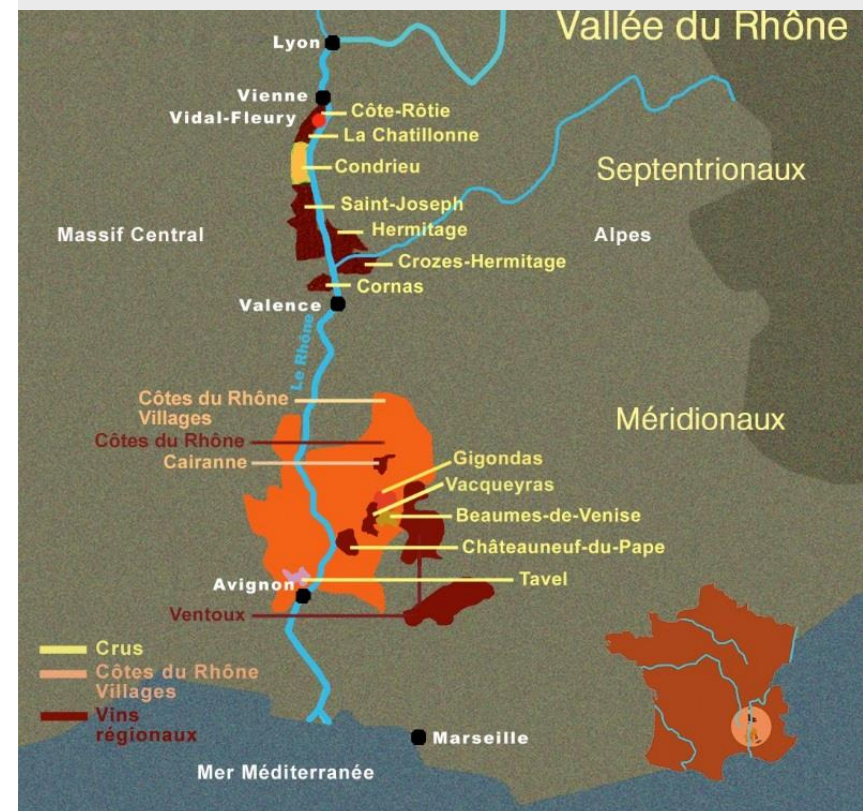 Vallée du Rhône
Lyon
Vienne
Vidal-Fleury
Côte-Rôtie
La Chatillonne
Condrieu
Septentrionaux
Saint-Joseph
Hermitage
Massif Central
Alpes
Crozes-Hermitage
Cornas
Valence
Le Rhône
Côtes du Rhône
Villages
Méridionaux
Côtes du Rhône
Cairanne
Gigondas
Vacqueyras
Beaumes-de-Venise
Châteauneuf-du-Pape
Tavel
Avignon
Ventoux
Crus
Côtes du Rhône
Villages
Vins
régionaux
Marseille
Mer Méditerranée